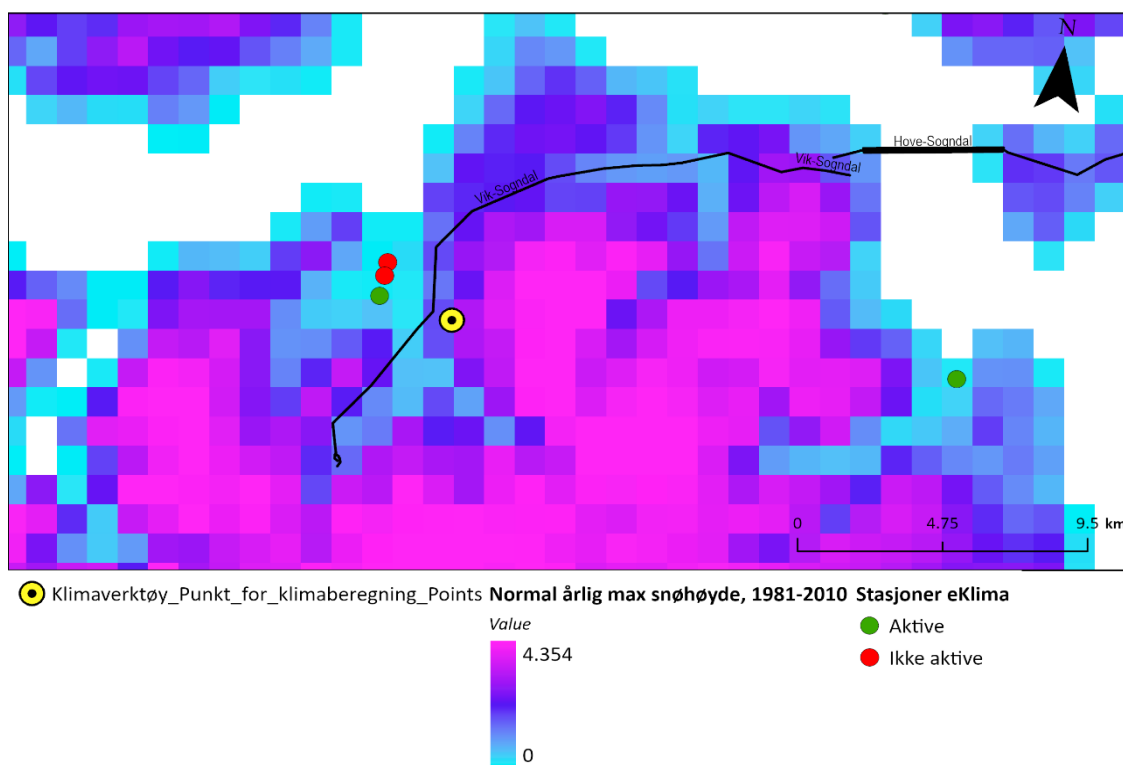 N
Hove-Sogndal
Vik-Sogndal
Vik-Sogndal
0 4.75 9.5 km
Klimaverktøy_Punkt_for_klimaberegning_Points Normal årlig max snøhøyde, 1981-2010 Stasjoner eKlima
Value
4.354
0
Aktive
Ikke aktive